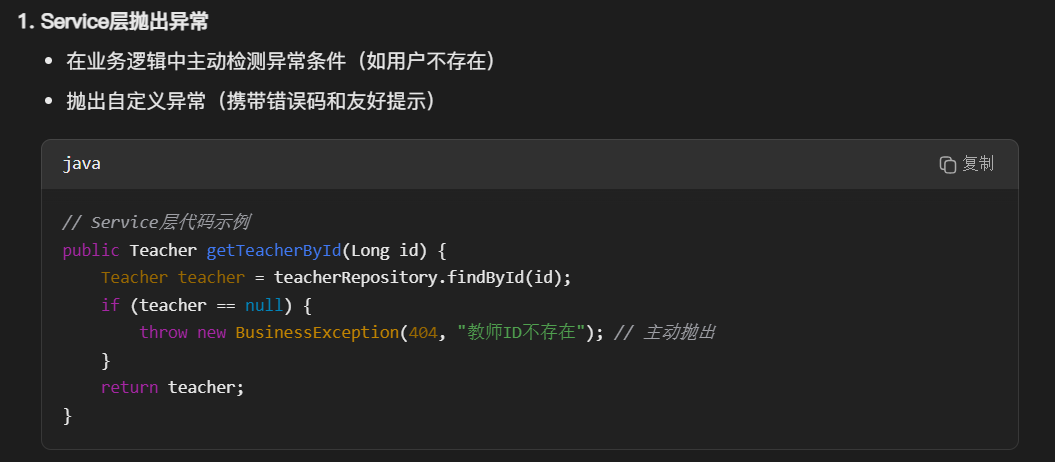 1. Service层抛出异常
• 在业务逻辑中主动检测异常条件（如用户不存在）
• 抛出自定义异常（携带错误码和友好提示）
java 复制
// Service层代码示例
public Teacher getTeacherById(Long id) {
    Teacher teacher = teacherRepository.findById(id);
    if (teacher == null) {
        throw new BusinessException(404, "教师ID不存在"); // 主动抛出
    }
    return teacher;
}